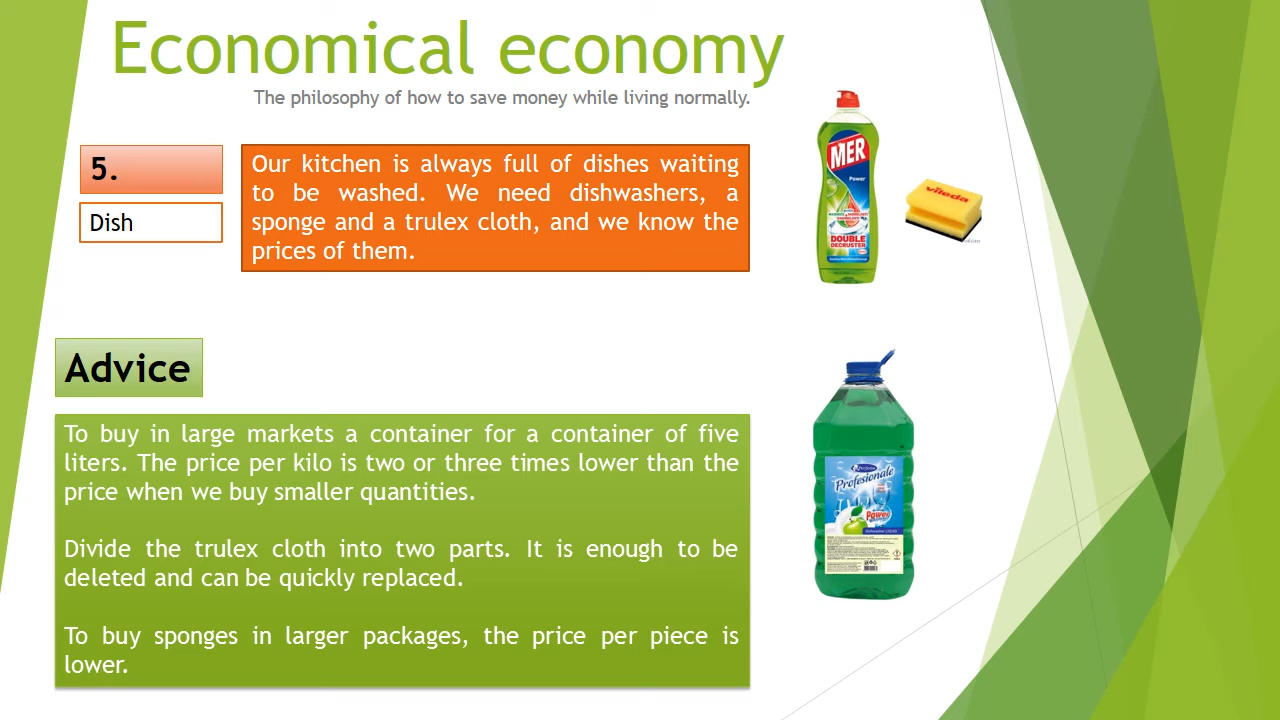 Economical economy
The philosophy of how to save money while living normally.
5.
Dish
Our kitchen is always full of dishes waiting
to be washed. We need dishwashers, a
sponge and a trulex cloth, and we know the
prices of them.
MER
Power
DOUBLE
DECRUSTER
vileda
Advice
To buy in large markets a container for a container of five
liters. The price per kilo is two or three times lower than the
price when we buy smaller quantities.
Divide the trulex cloth into two parts. It is enough to be
deleted and can be quickly replaced.
To buy sponges in larger packages, the price per piece is
lower.
Profesionale
Power